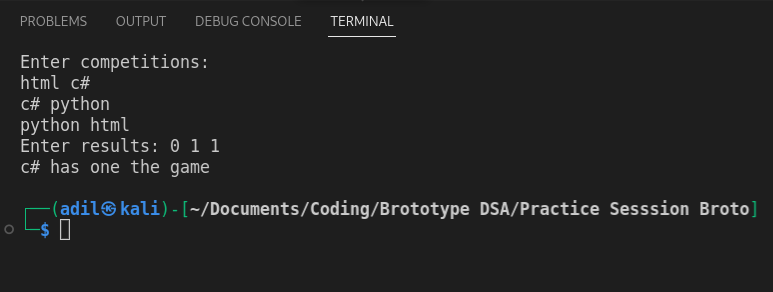 PROBLEMS OUTPUT DEBUG CONSOLE TERMINAL
Enter competitions:
html c#
c# python
python html
Enter results: 0 1 1
c# has one the game
┌──(adil㉿kali)-[~/Documents/Coding/Brototype DSA/Practice Sesssion Broto]
└─$